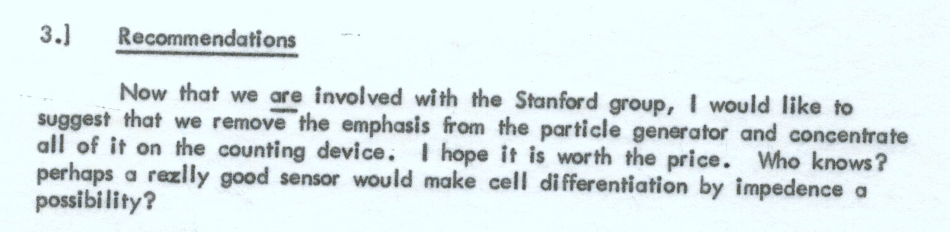 3.] Recommendations
Now that we are involved with the Stanford group, I would like to
suggest that we remove the emphasis from the particle generator and concentrate
all of it on the counting device. I hope it is worth the price. Who knows?
perhaps a rezlly good sensor would make cell differentiation by impedence a
possibility?